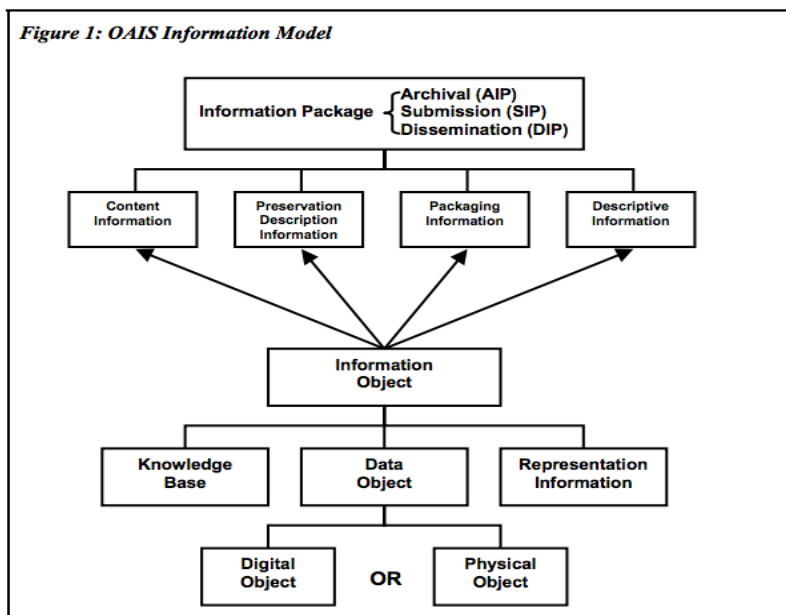 Figure 1: OAIS Information Model
Information Package
Archival (AIP)
Submission (SIP)
Dissemination (DIP)
Content
Information
Preservation
Description
Information
Packaging
Information
Descriptive
Information
Information
Object
Knowledge
Base
Data
Object
Representation
Information
Digital
Object
OR
Physical
Object